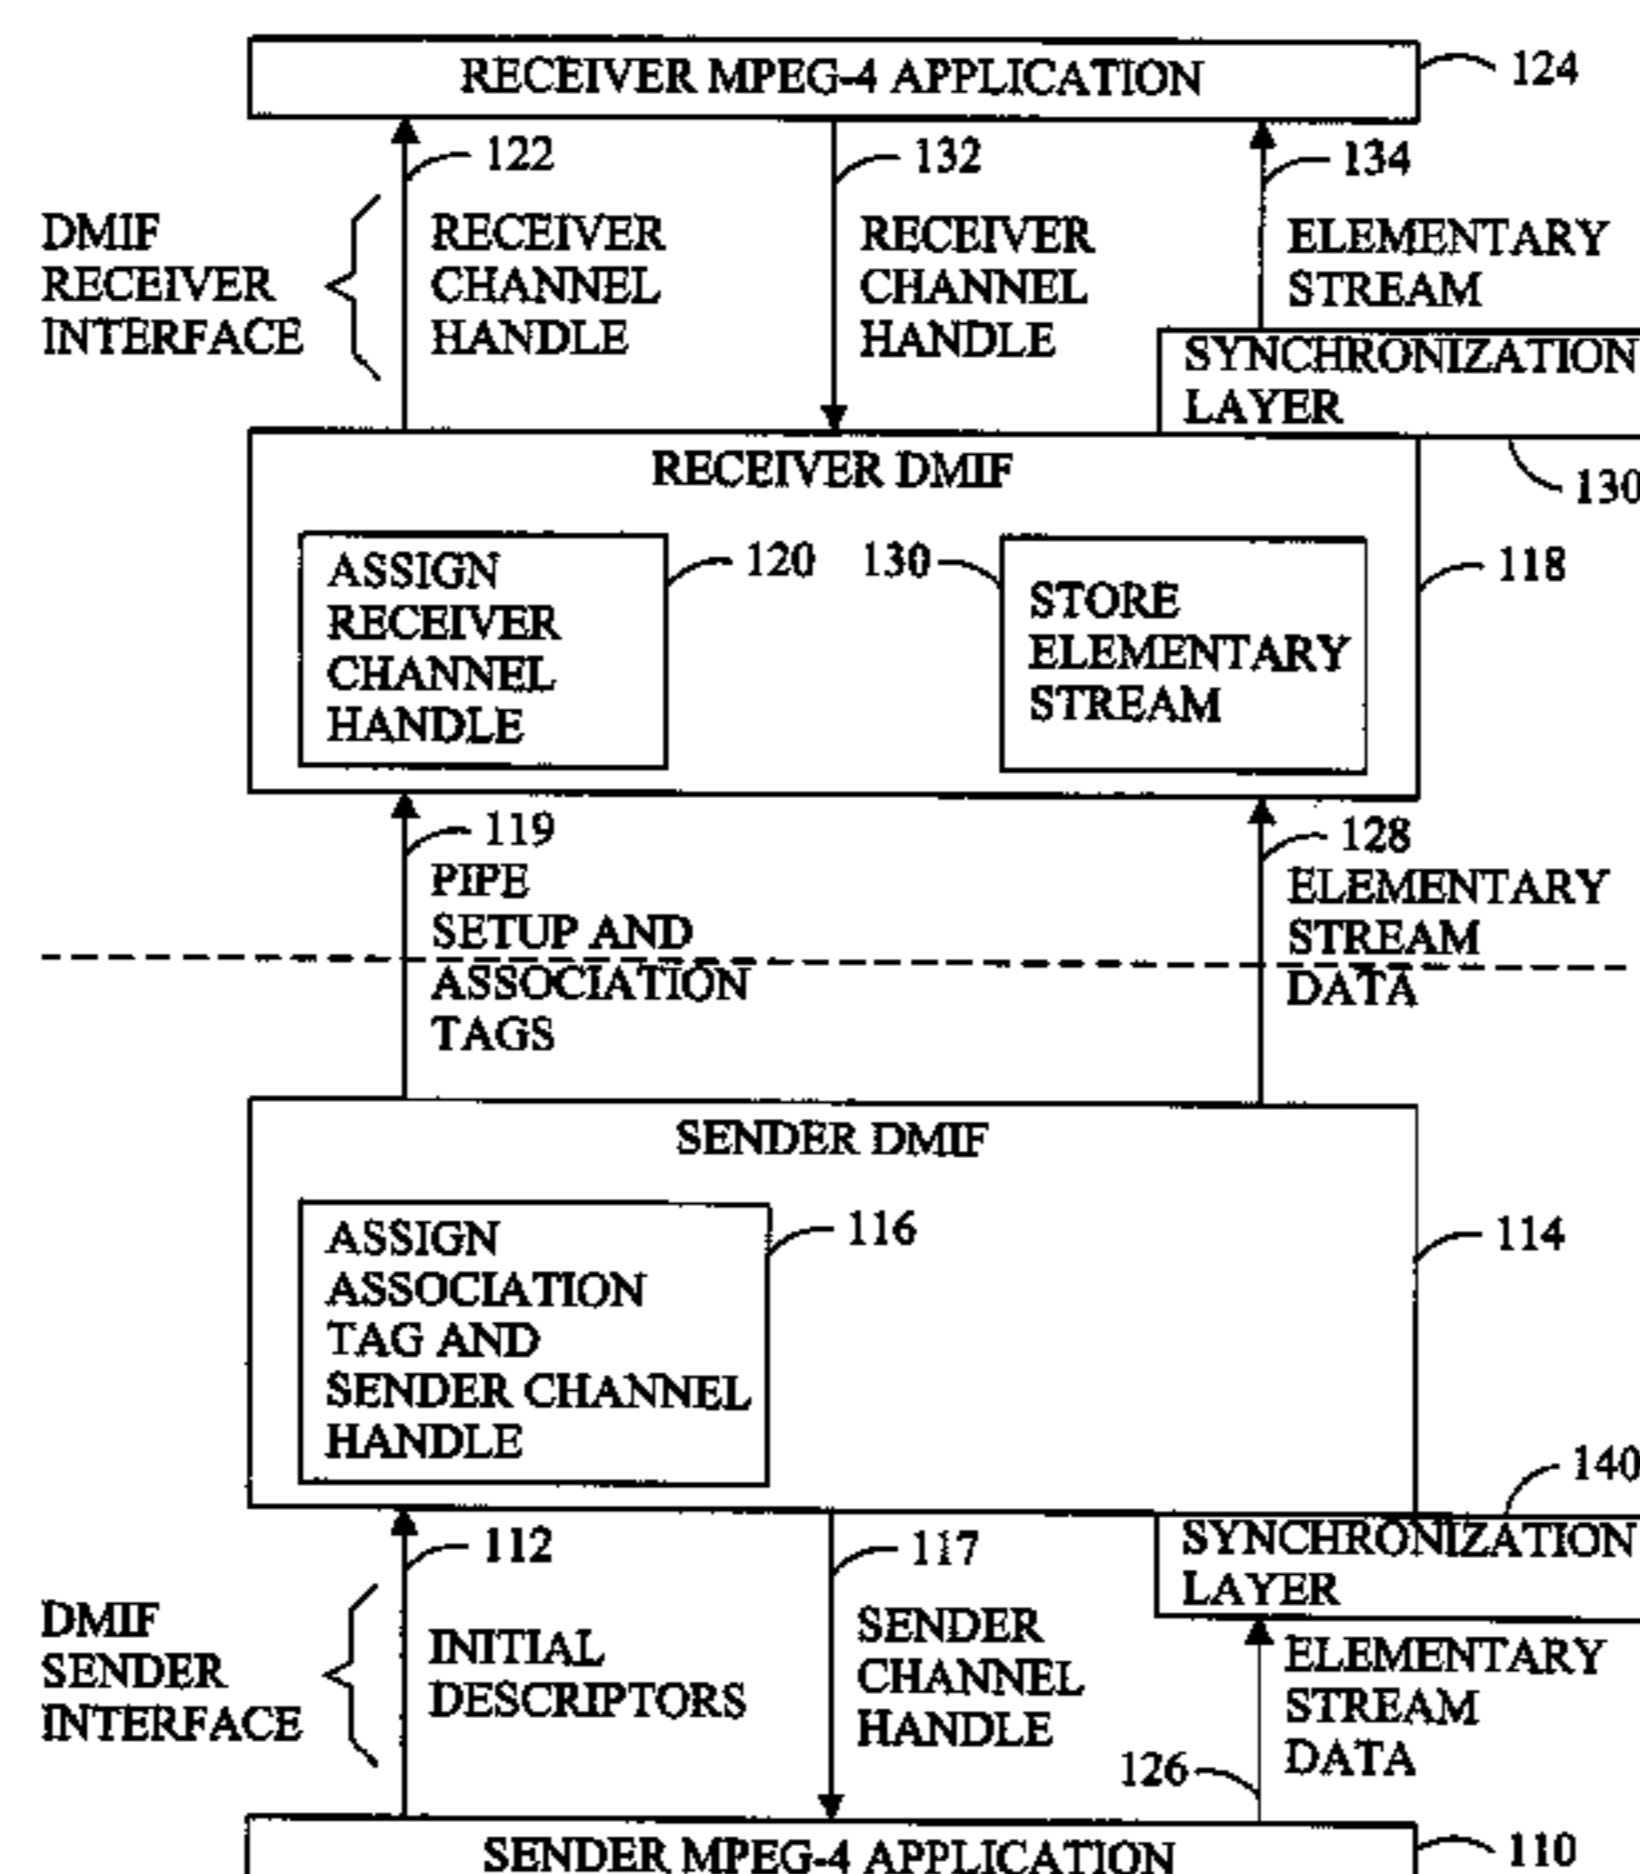 RECEIVER MPEG-4 APPLICATION
124
122
132
134
DMIF
RECEIVER
INTERFACE
RECEIVER
CHANNEL
HANDLE
RECEIVER
CHANNEL
HANDLE
ELEMENTARY
STREAM
SYNCHRONIZATION
LAYER
130
RECEIVER DMIF
118
ASSIGN
RECEIVER
CHANNEL
HANDLE
120
130
STORE
ELEMENTARY
STREAM
119
PIPE
SETUP AND
ASSOCIATION
TAGS
128
ELEMENTARY
STREAM
DATA
SENDER DMIF
114
ASSIGN
ASSOCIATION
TAG AND
SENDER CHANNEL
HANDLE
116
140
SYNCHRONIZATION
LAYER
112
117
DMIF
SENDER
INTERFACE
INITIAL
DESCRIPTORS
SENDER
CHANNEL
HANDLE
126
ELEMENTARY
STREAM
DATA
SENDER MPEG-4 APPLICATION
110